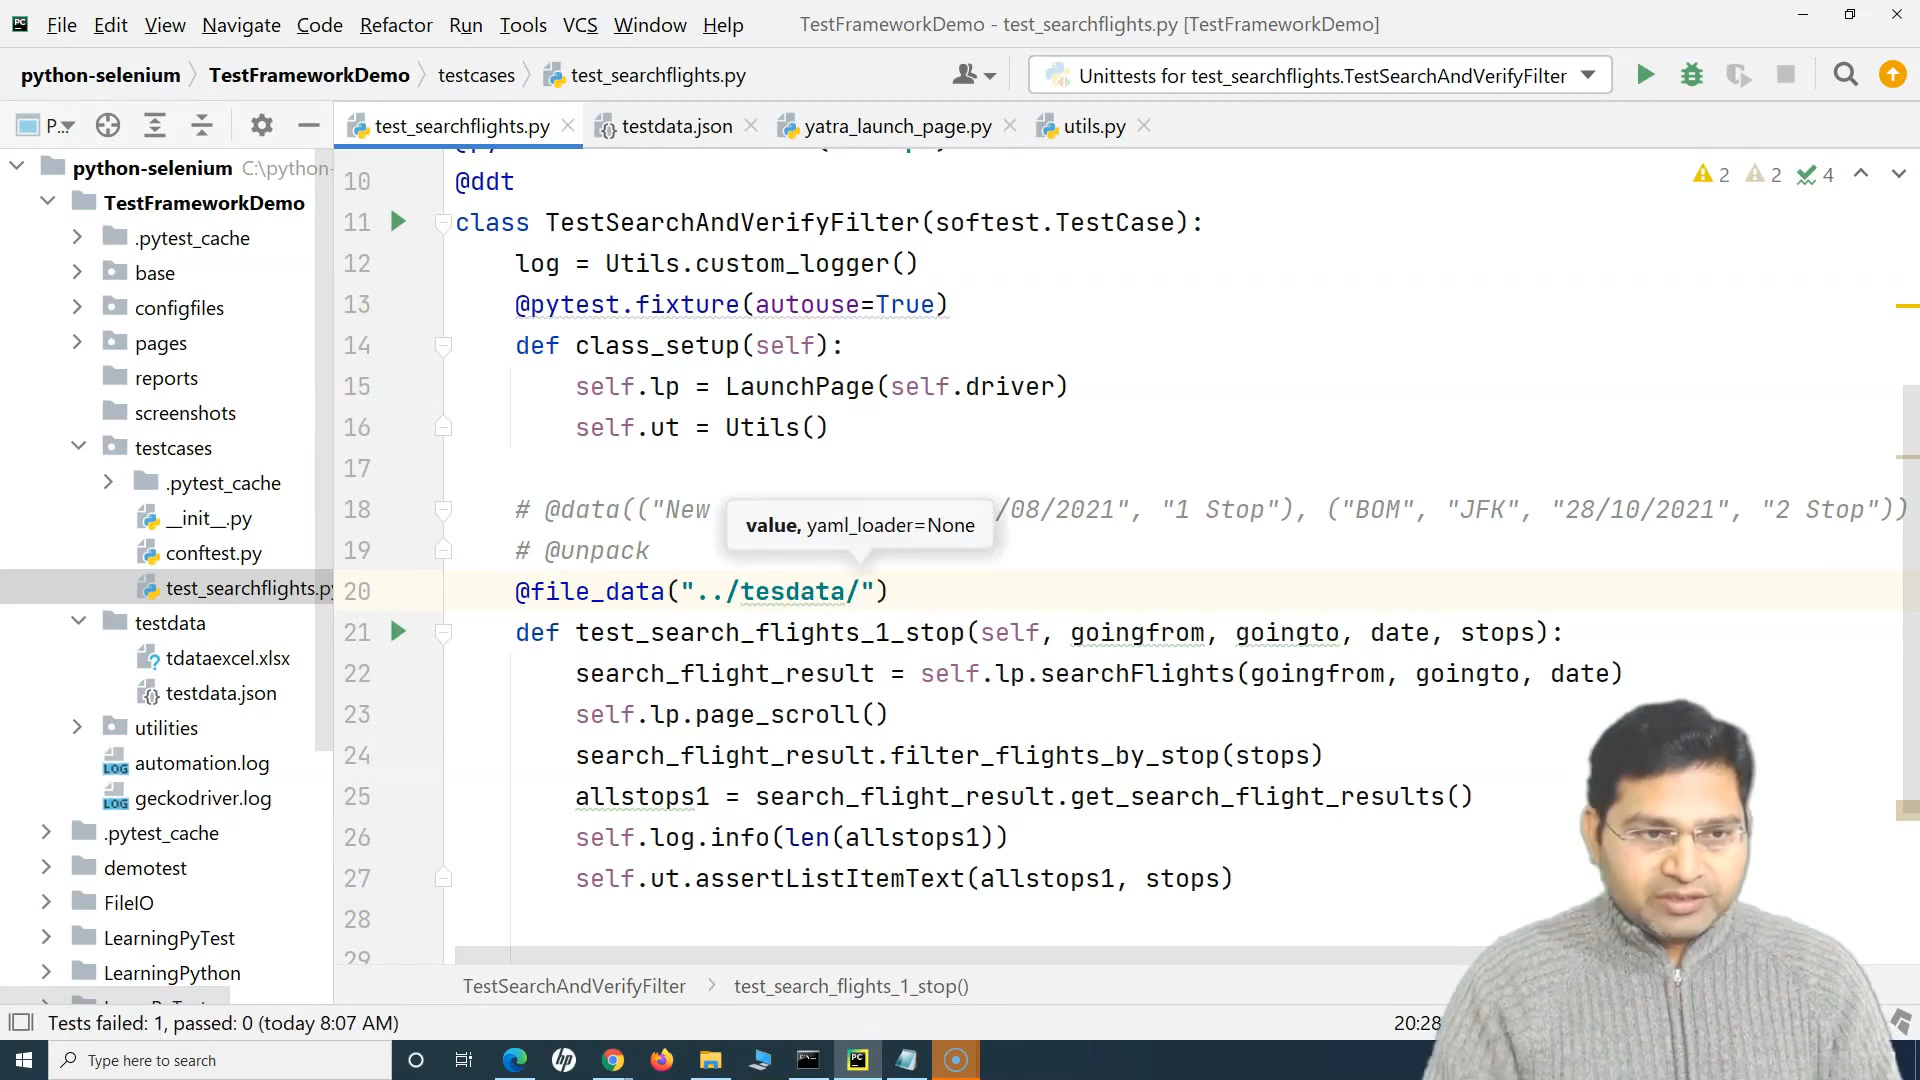 File Edit View Navigate Code Refactor Run Tools VCS Window Help TestFrameworkDemo - test_searchflights.py [TestFrameworkDemo]
python-selenium TestFrameworkDemo testcases test_searchflights.py Unittests for test_searchflights.TestSearchAndVerifyFilter
P... test_searchflights.py testdata.json yatra_launch_page.py utils.py
python-selenium C:\python-
TestFrameworkDemo
.pytest_cache
base
configfiles
pages
reports
screenshots
testcases
.pytest_cache
__init__.py
conftest.py
test_searchflights.py
testdata
tdataexcel.xlsx
testdata.json
utilities
automation.log
geckodriver.log
.pytest_cache
demotest
FileIO
LearningPyTest
LearningPython
2 2 4
10 @ddt
11 class TestSearchAndVerifyFilter(softest.TestCase):
12 log = Utils.custom_logger()
13 @pytest.fixture(autouse=True)
14 def class_setup(self):
15 self.lp = LaunchPage(self.driver)
16 self.ut = Utils()
17
18 # @data(("New /08/2021", "1 Stop"), ("BOM", "JFK", "28/10/2021", "2 Stop"))
value, yaml_loader=None
19 # @unpack
20 @file_data("../tesdata/")
21 def test_search_flights_1_stop(self, goingfrom, goingto, date, stops):
22 search_flight_result = self.lp.searchFlights(goingfrom, goingto, date)
23 self.lp.page_scroll()
24 search_flight_result.filter_flights_by_stop(stops)
25 allstops1 = search_flight_result.get_search_flight_results()
26 self.log.info(len(allstops1))
27 self.ut.assertListItemText(allstops1, stops)
28
29
TestSearchAndVerifyFilter test_search_flights_1_stop()
Tests failed: 1, passed: 0 (today 8:07 AM) 20:28
Type here to search